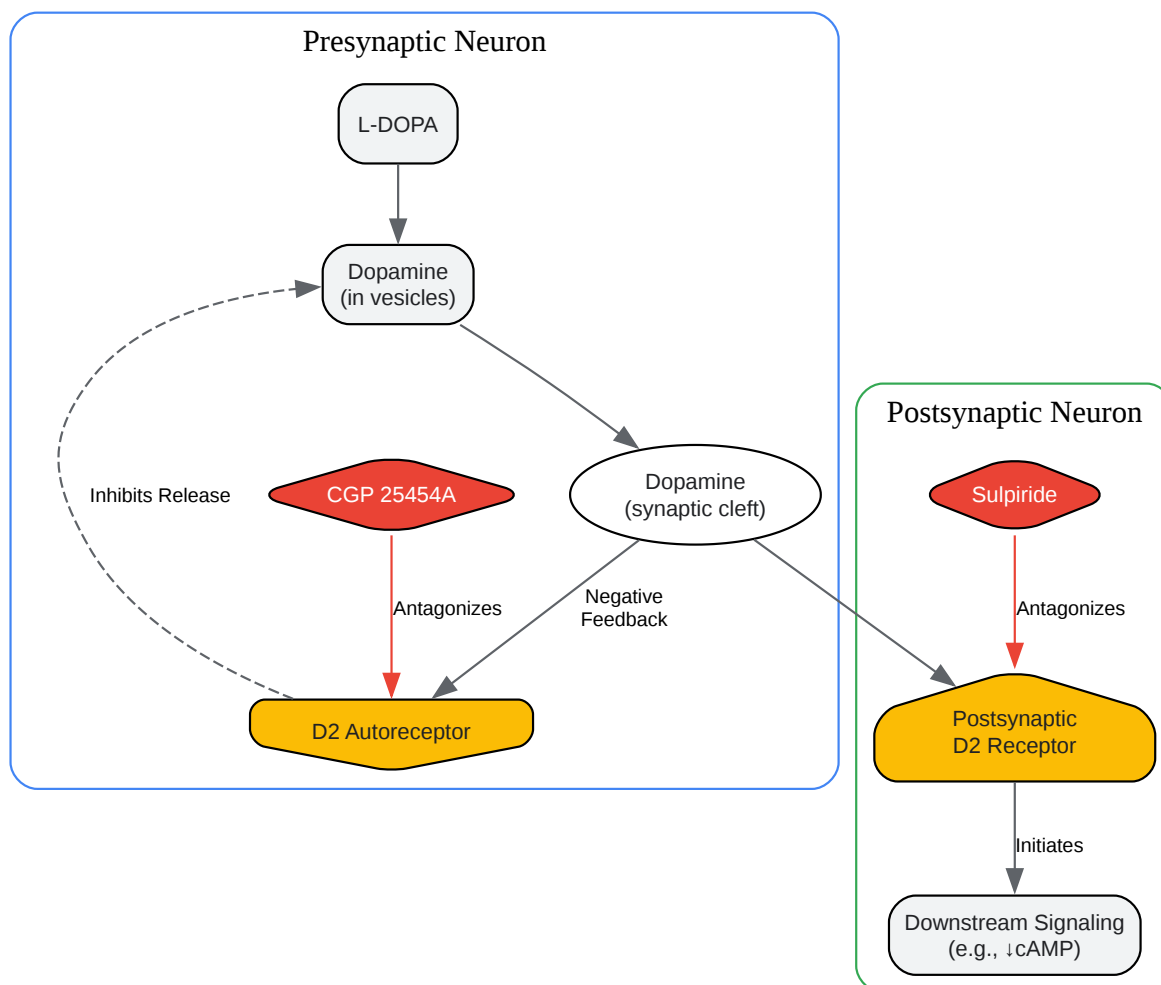 Presynaptic Neuron
L-DOPA
Dopamine
(in vesicles)
Postsynaptic Neuron
Inhibits Release
CGP 25454A
Dopamine
(synaptic cleft)
Sulpiride
Antagonizes
Negative
Feedback
Antagonizes
D2 Autoreceptor
Postsynaptic
D2 Receptor
Initiates
Downstream Signaling
(e.g., ↓cAMP)